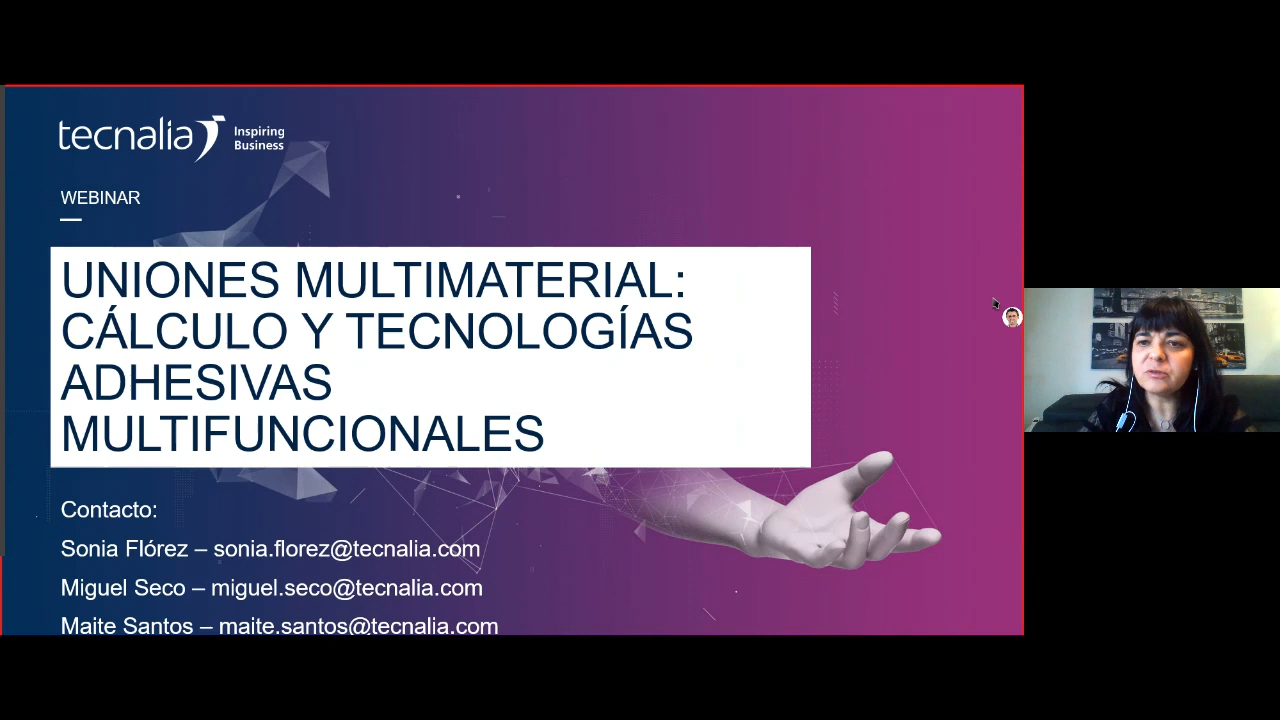 tecnalia Inspiring
Business
WEBINAR
UNIONES MULTIMATERIAL:
CÁLCULO Y TECNOLOGÍAS
ADHESIVAS
MULTIFUNCIONALES
Contacto:
Sonia Flórez – sonia.florez@tecnalia.com
Miguel Seco – miguel.seco@tecnalia.com
Maite Santos – maite.santos@tecnalia.com